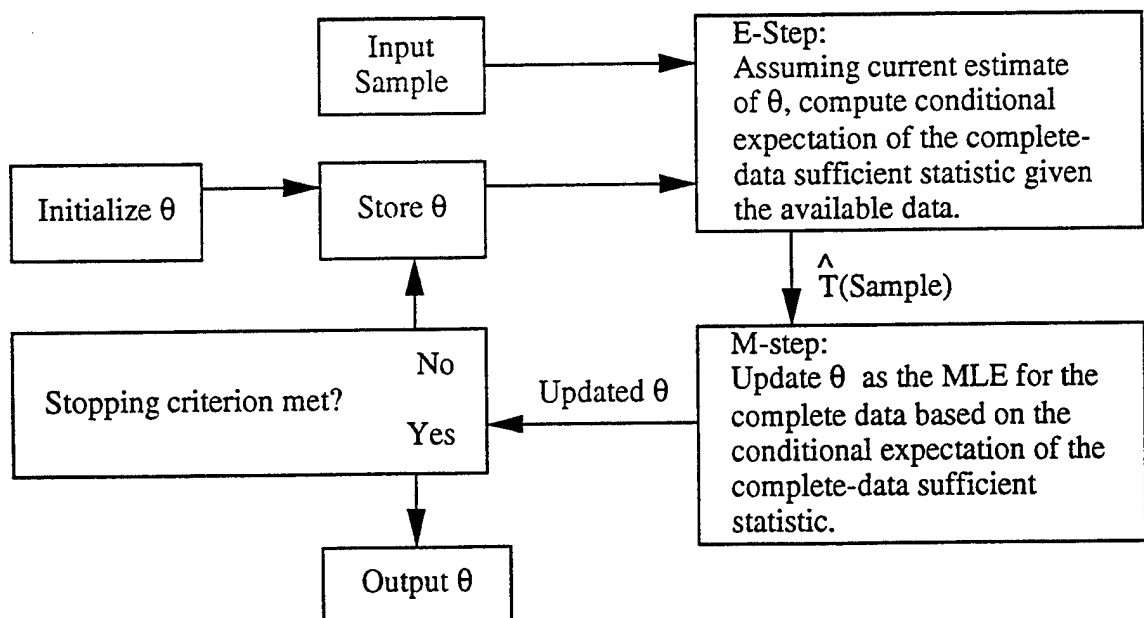 Input
Sample
E-Step:
Assuming current estimate
of θ, compute conditional
expectation of the complete-
data sufficient statistic given
the available data.
Initialize θ
Store θ
^
T(Sample)
M-step:
Update θ as the MLE for the
complete data based on the
conditional expectation of the
complete-data sufficient
statistic.
No
Updated θ
Stopping criterion met?
Yes
Output θ